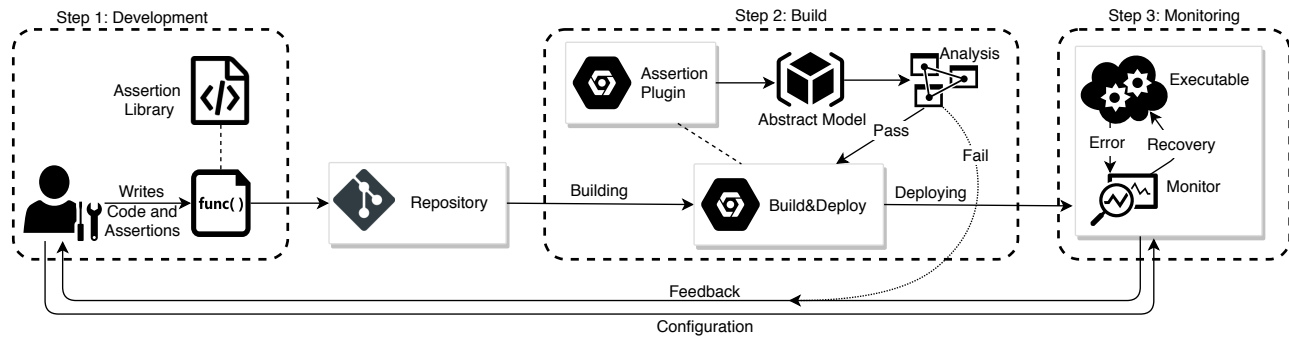 Step 1: Development
Assertion
Library
</>
Writes
Code and
Assertions
func( )
Repository
Building
Step 2: Build
Assertion
Plugin
Abstract Model
Analysis
Pass
Fail
Build&Deploy
Deploying
Step 3: Monitoring
Executable
Error
Recovery
Monitor
Feedback
Configuration